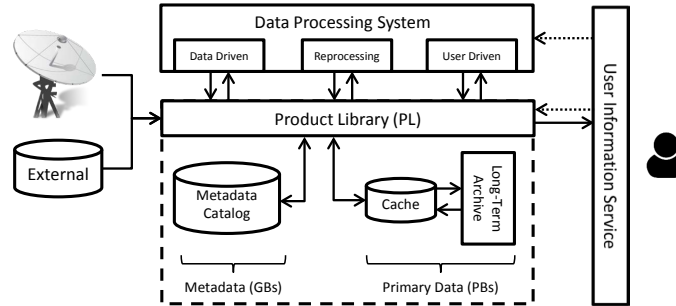 Data Processing System
Data Driven
Reprocessing
User Driven
Product Library (PL)
External
Metadata
Catalog
Cache
Long-Term
Archive
Metadata (GBs)
Primary Data (PBs)
User Information Service